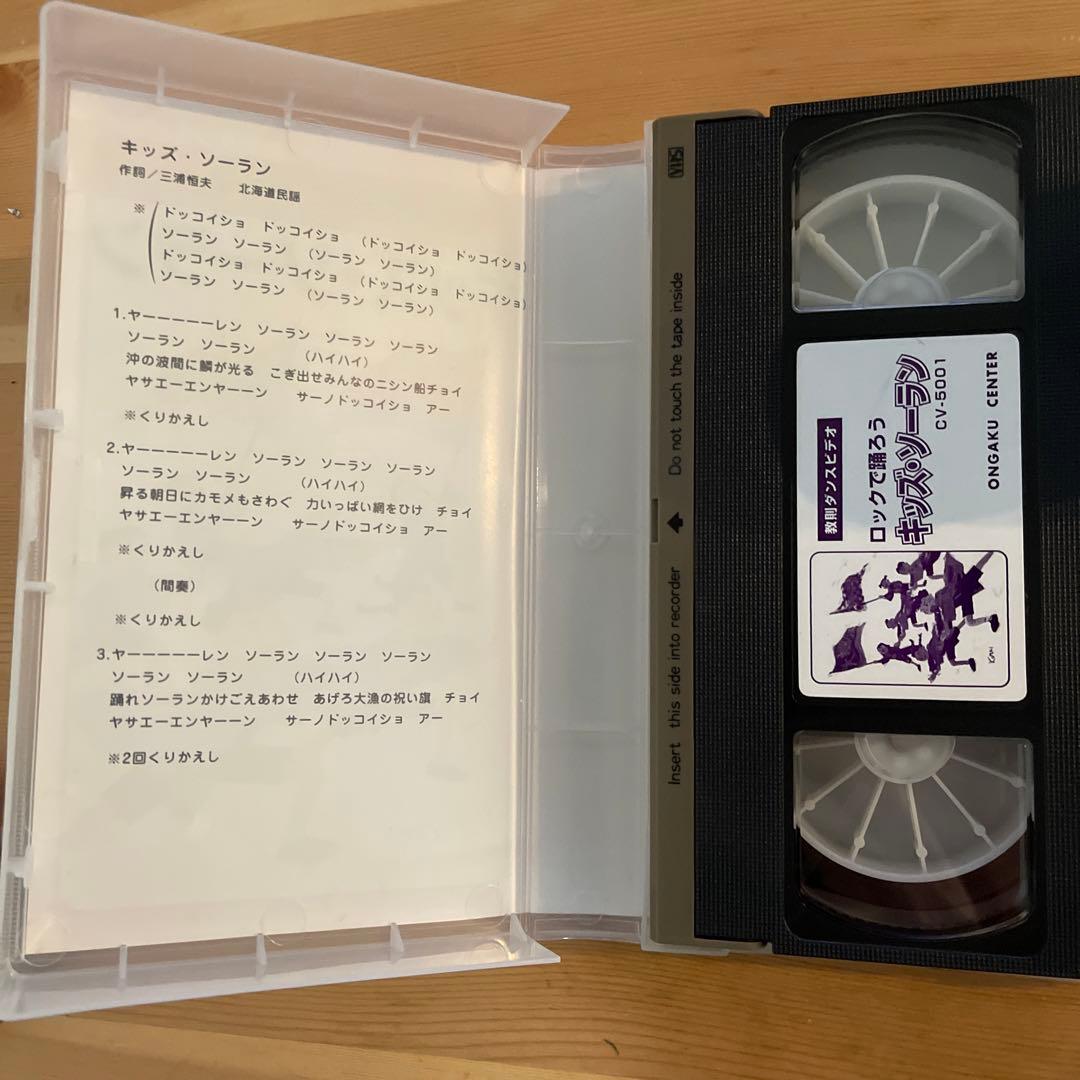 キッズ・ソーラン
作詞/三浦恒夫　北海道民謡
※ ドッコイショ　ドッコイショ　(ドッコイショ　ドッコイショ)
ソーラン　ソーラン　(ソーラン　ソーラン)
ドッコイショ　ドッコイショ　(ドッコイショ　ドッコイショ)
ソーラン　ソーラン　(ソーラン　ソーラン)
1.ヤーーーーーレン　ソーラン　ソーラン　ソーラン
ソーラン　ソーラン　(ハイハイ)
沖の波間に鱗が光る　こぎ出せみんなのニシン船チョイ
ヤサエーエンヤーーン　サーノドッコイショ　アー
※くりかえし
2.ヤーーーーーレン　ソーラン　ソーラン　ソーラン
ソーラン　ソーラン　(ハイハイ)
昇る朝日にカモメもさわぐ　力いっぱい網をひけ　チョイ
ヤサエーエンヤーーン　サーノドッコイショ　アー
※くりかえし
(間奏)
※くりかえし
3.ヤーーーーーレン　ソーラン　ソーラン　ソーラン
ソーラン　ソーラン　(ハイハイ)
踊れソーランかけごえあわせ　あげろ大漁の祝い旗　チョイ
ヤサエーエンヤーーン　サーノドッコイショ　アー
※2回くりかえし
VHS
Insert this side into recorder Do not touch the tape inside
教則ダンスビデオ
ロックで踊ろう
キッズ・ソーラン
CV-5001
ONGAKU CENTER